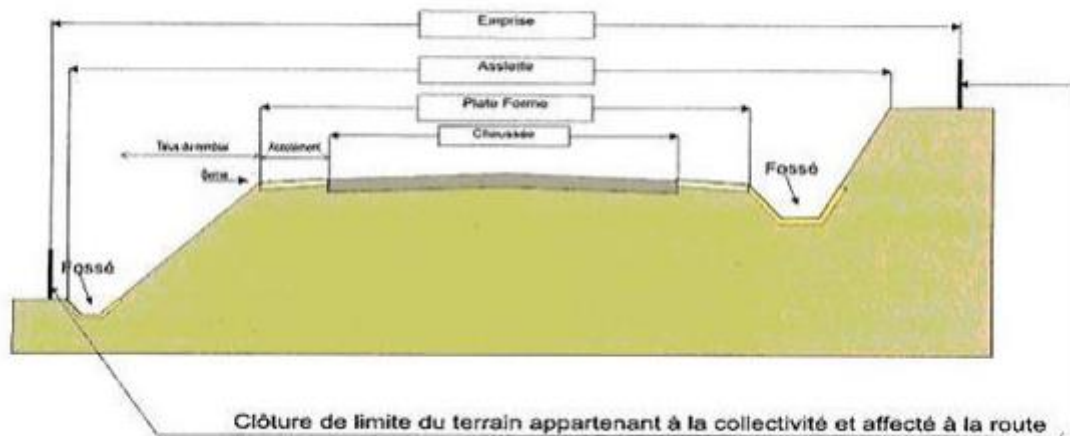 Emprise
Assiette
Plate Forme
Chaussée
Talus du remblai
Accotement
Berme
Fossé
Fossé
Clôture de limite du terrain appartenant à la collectivité et affecté à la route